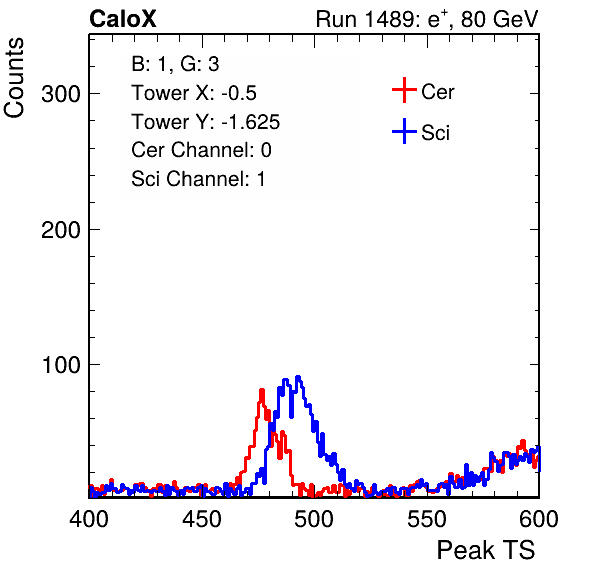 CaloX Run 1489: e+, 80 GeV
Counts
B: 1, G: 3
Tower X: -0.5
Tower Y: -1.625
Cer Channel: 0
Sci Channel: 1
Cer
Sci
300
200
100
400 450 500 550 600
Peak TS